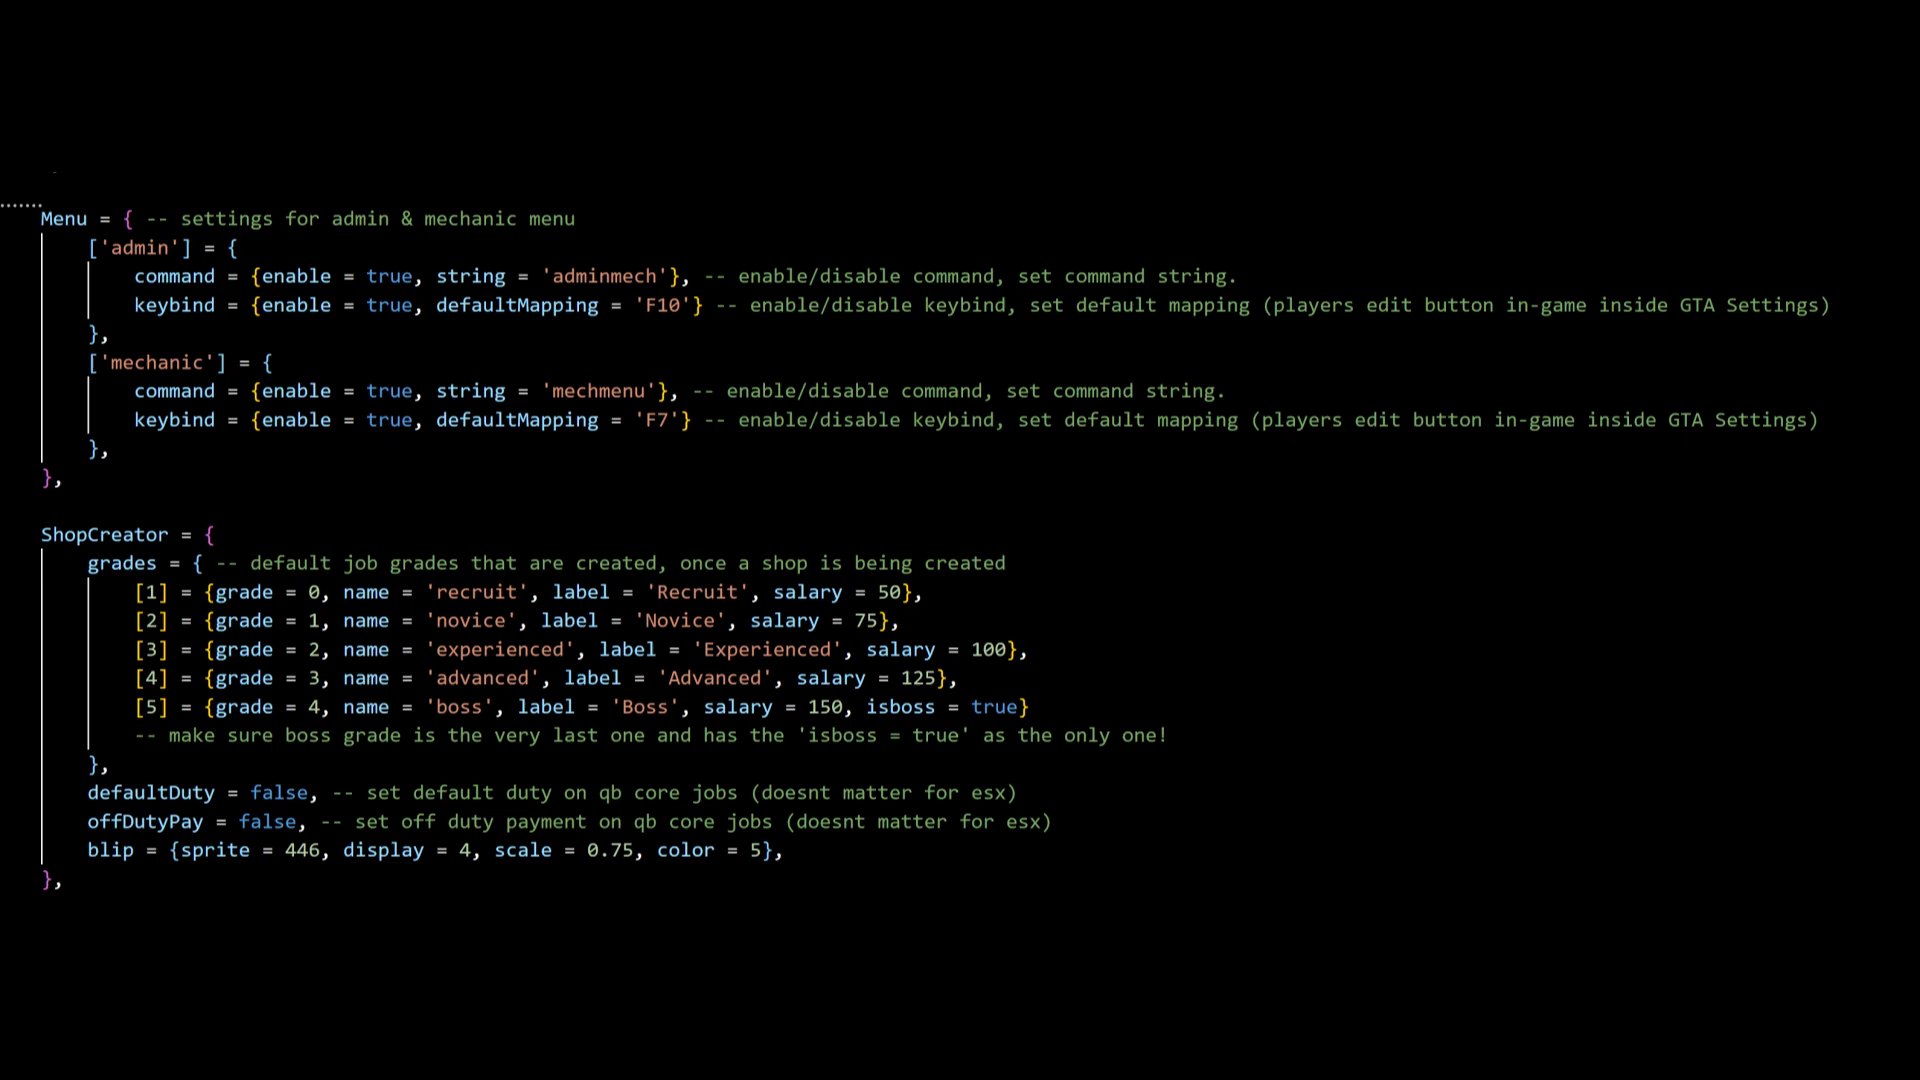 Menu = { -- settings for admin & mechanic menu
['admin'] = {
command = {enable = true, string = 'adminmech'}, -- enable/disable command, set command string.
keybind = {enable = true, defaultMapping = 'F10'} -- enable/disable keybind, set default mapping (players edit button in-game inside GTA Settings)
},
['mechanic'] = {
command = {enable = true, string = 'mechmenu'}, -- enable/disable command, set command string.
keybind = {enable = true, defaultMapping = 'F7'} -- enable/disable keybind, set default mapping (players edit button in-game inside GTA Settings)
},
},
ShopCreator = {
grades = { -- default job grades that are created, once a shop is being created
[1] = {grade = 0, name = 'recruit', label = 'Recruit', salary = 50},
[2] = {grade = 1, name = 'novice', label = 'Novice', salary = 75},
[3] = {grade = 2, name = 'experienced', label = 'Experienced', salary = 100},
[4] = {grade = 3, name = 'advanced', label = 'Advanced', salary = 125},
[5] = {grade = 4, name = 'boss', label = 'Boss', salary = 150, isboss = true}
-- make sure boss grade is the very last one and has the 'isboss = true' as the only one!
},
defaultDuty = false, -- set default duty on qb core jobs (doesnt matter for esx)
offDutyPay = false, -- set off duty payment on qb core jobs (doesnt matter for esx)
blip = {sprite = 446, display = 4, scale = 0.75, color = 5},
},